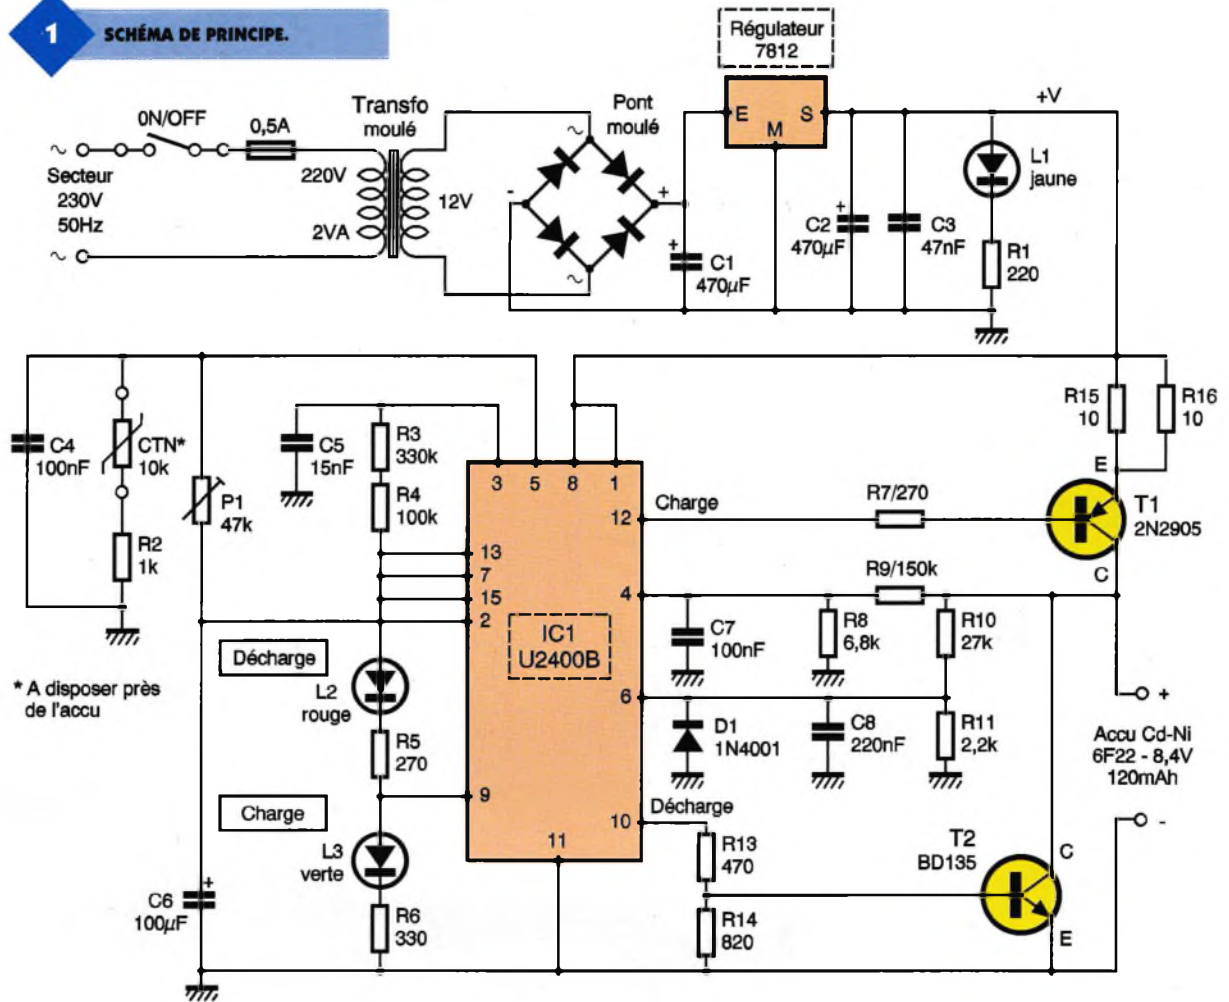 1
SCHÉMA DE PRINCIPE.
Régulateur
7812
ON/OFF
0,5A
Transfo
moulé
Pont
moulé
E
M
S
+V
~
Secteur
230V
50Hz
~
220V
2VA
12V
~
-
+
~
+
C1
470µF
C2
470µF
+
C3
47nF
L1
jaune
R1
220
C4
100nF
CTN*
10k
R2
1k
P1
47k
C5
15nF
R3
330k
R4
100k
R15
10
R16
10
3
5
8
1
12
Charge
R7/270
E
T1
2N2905
C
13
7
15
2
4
R9/150k
IC1
U2400B
C7
100nF
R8
6,8k
R10
27k
* A disposer près
de l'accu
Décharge
L2
rouge
R5
270
6
D1
1N4001
C8
220nF
R11
2,2k
+
Accu Cd-Ni
6F22 - 8,4V
120mAh
-
Charge
9
Décharge
10
11
L3
verte
R6
330
C6
100µF
+
R13
470
R14
820
T2
BD135
C
E